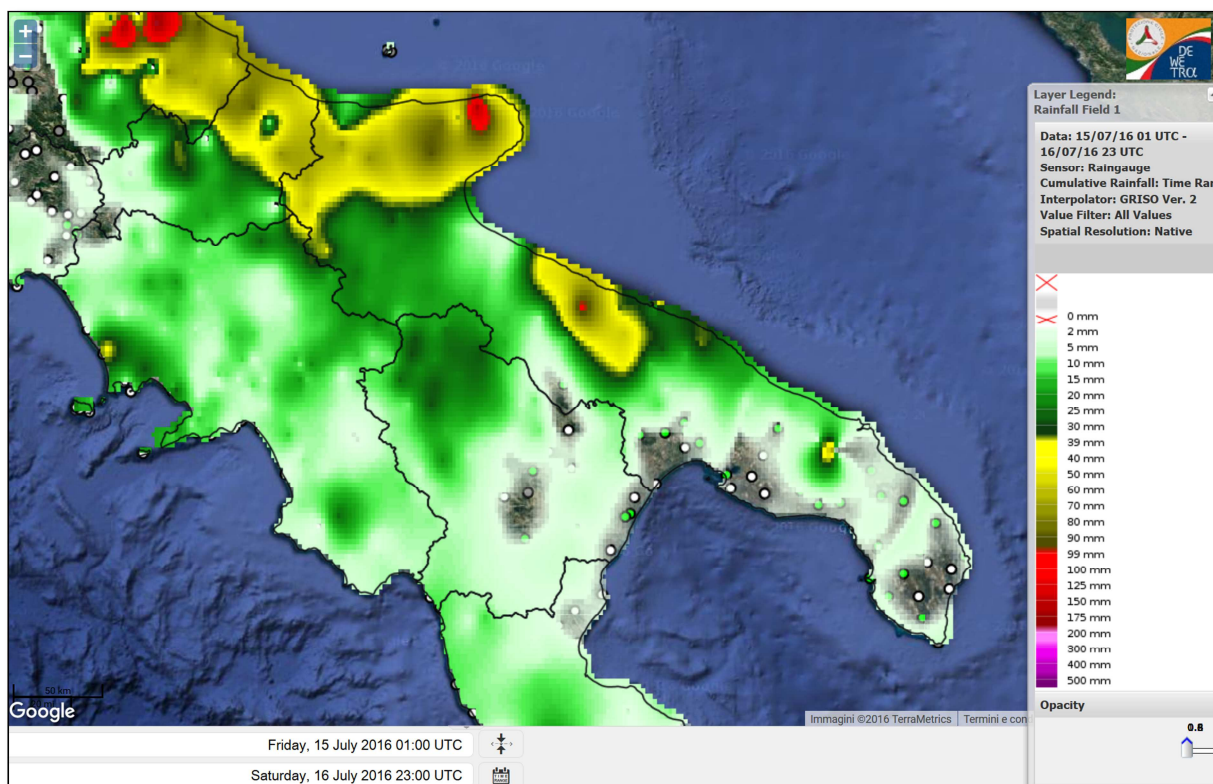 +
−
DE
WE
TRα
Layer Legend:
Rainfall Field 1
Data: 15/07/16 01 UTC -
16/07/16 23 UTC
Sensor: Raingauge
Cumulative Rainfall: Time Ran
Interpolator: GRISO Ver. 2
Value Filter: All Values
Spatial Resolution: Native
0 mm
2 mm
5 mm
10 mm
15 mm
20 mm
25 mm
30 mm
39 mm
40 mm
50 mm
60 mm
70 mm
80 mm
90 mm
99 mm
100 mm
125 mm
150 mm
175 mm
200 mm
300 mm
400 mm
500 mm
Opacity
50 km
Google
Immagini ©2016 TerraMetrics
Termini e con
Friday, 15 July 2016 01:00 UTC
Saturday, 16 July 2016 23:00 UTC
TIME
RANGE